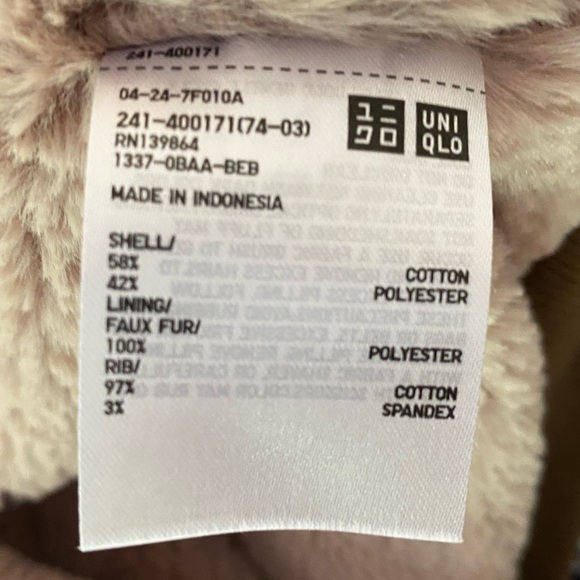 241-400171
04-24-7F010A
241-400171(74-03)
RN139864
1337-0BAA-BEB
ユニ
クロ
UNI
QLO
MADE IN INDONESIA
SHELL/
58% COTTON
42% POLYESTER
LINING/
FAUX FUR/
100% POLYESTER
RIB/
97% COTTON
3% SPANDEX